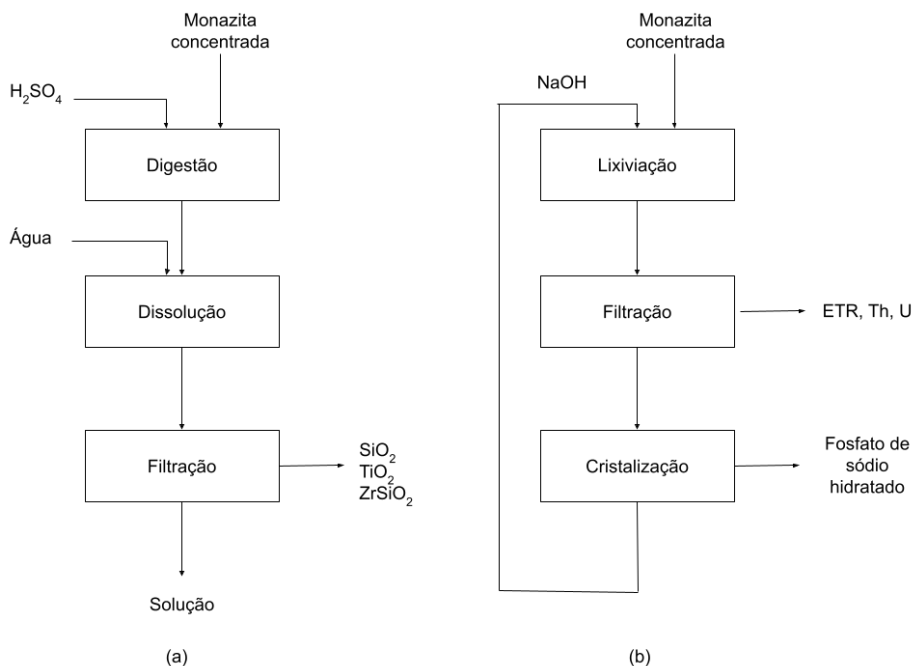 Monazita
concentrada
H₂SO₄
Digestão
Água
Dissolução
Filtração
SiO₂
TiO₂
ZrSiO₂
Solução
(a)
Monazita
concentrada
NaOH
Lixiviação
Filtração
ETR, Th, U
Cristalização
Fosfato de
sódio
hidratado
(b)